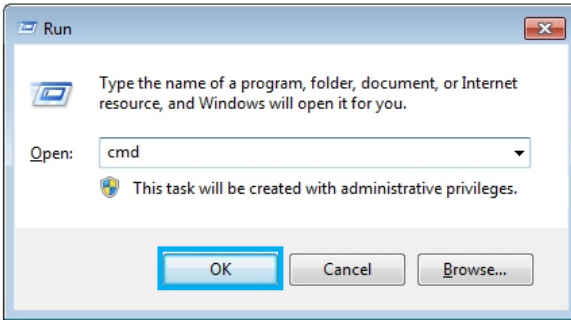 Run
Type the name of a program, folder, document, or Internet
resource, and Windows will open it for you.
Open: cmd
This task will be created with administrative privileges.
OK Cancel Browse...